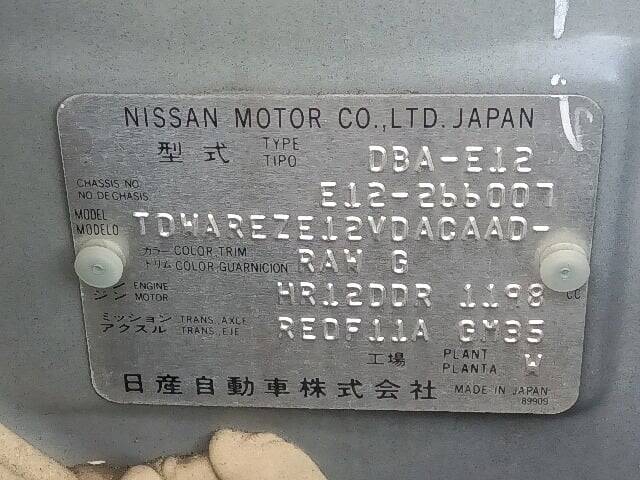 NISSAN MOTOR CO.,LTD. JAPAN
型式 TYPE TIPO DBA-E12
CHASSIS NO. NO.DE CHASIS E12-266007
MODEL MODELO TDWAREZE12VDACAAD-
カラー COLOR,TRIM トリム COLOR-GUARNICION RAW G
エンジン ENGINE MOTOR HR12DDR 1198 CC
ミッション TRANS., AXLE アクスル TRANS., EJE RE0F11A GM35
工場 PLANT PLANTA W
日産自動車株式会社 MADE IN JAPAN
89909